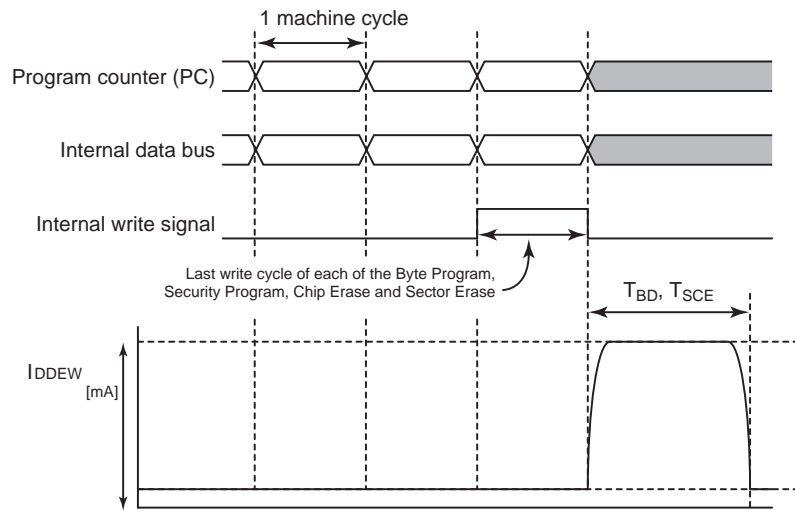 1 machine cycle
Program counter (PC)
Internal data bus
Internal write signal
Last write cycle of each of the Byte Program,
Security Program, Chip Erase and Sector Erase
TBD, TSCE
IDDEW
[mA]